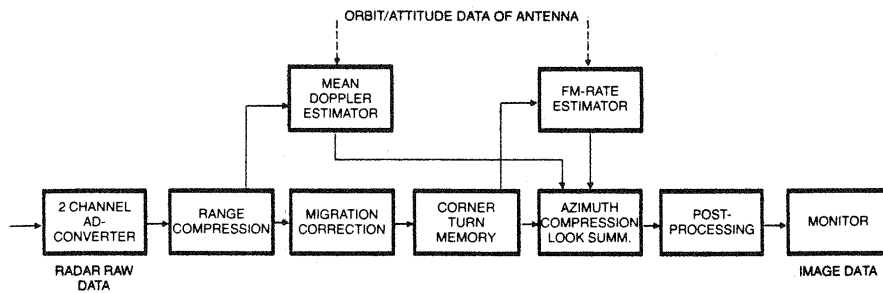 ORBIT/ATTITUDE DATA OF ANTENNA
MEAN
DOPPLER
ESTIMATOR
FM-RATE
ESTIMATOR
2 CHANNEL
AD-
CONVERTER
RANGE
COMPRESSION
MIGRATION
CORRECTION
CORNER
TURN
MEMORY
AZIMUTH
COMPRESSION
LOOK SUMM.
POST-
PROCESSING
MONITOR
RADAR RAW
DATA
IMAGE DATA